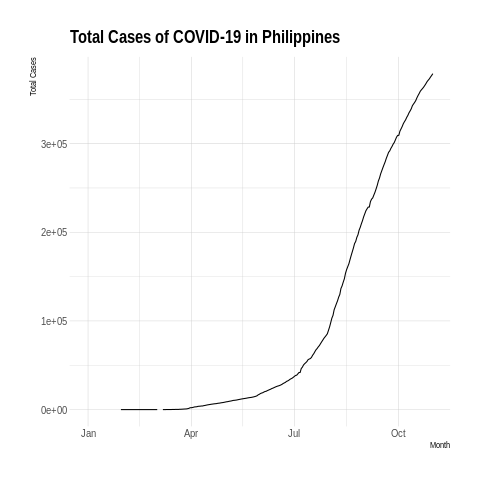 Total Cases of COVID-19 in Philippines
Total Cases
3e+05
2e+05
1e+05
0e+00
Jan Apr Jul Oct
Month